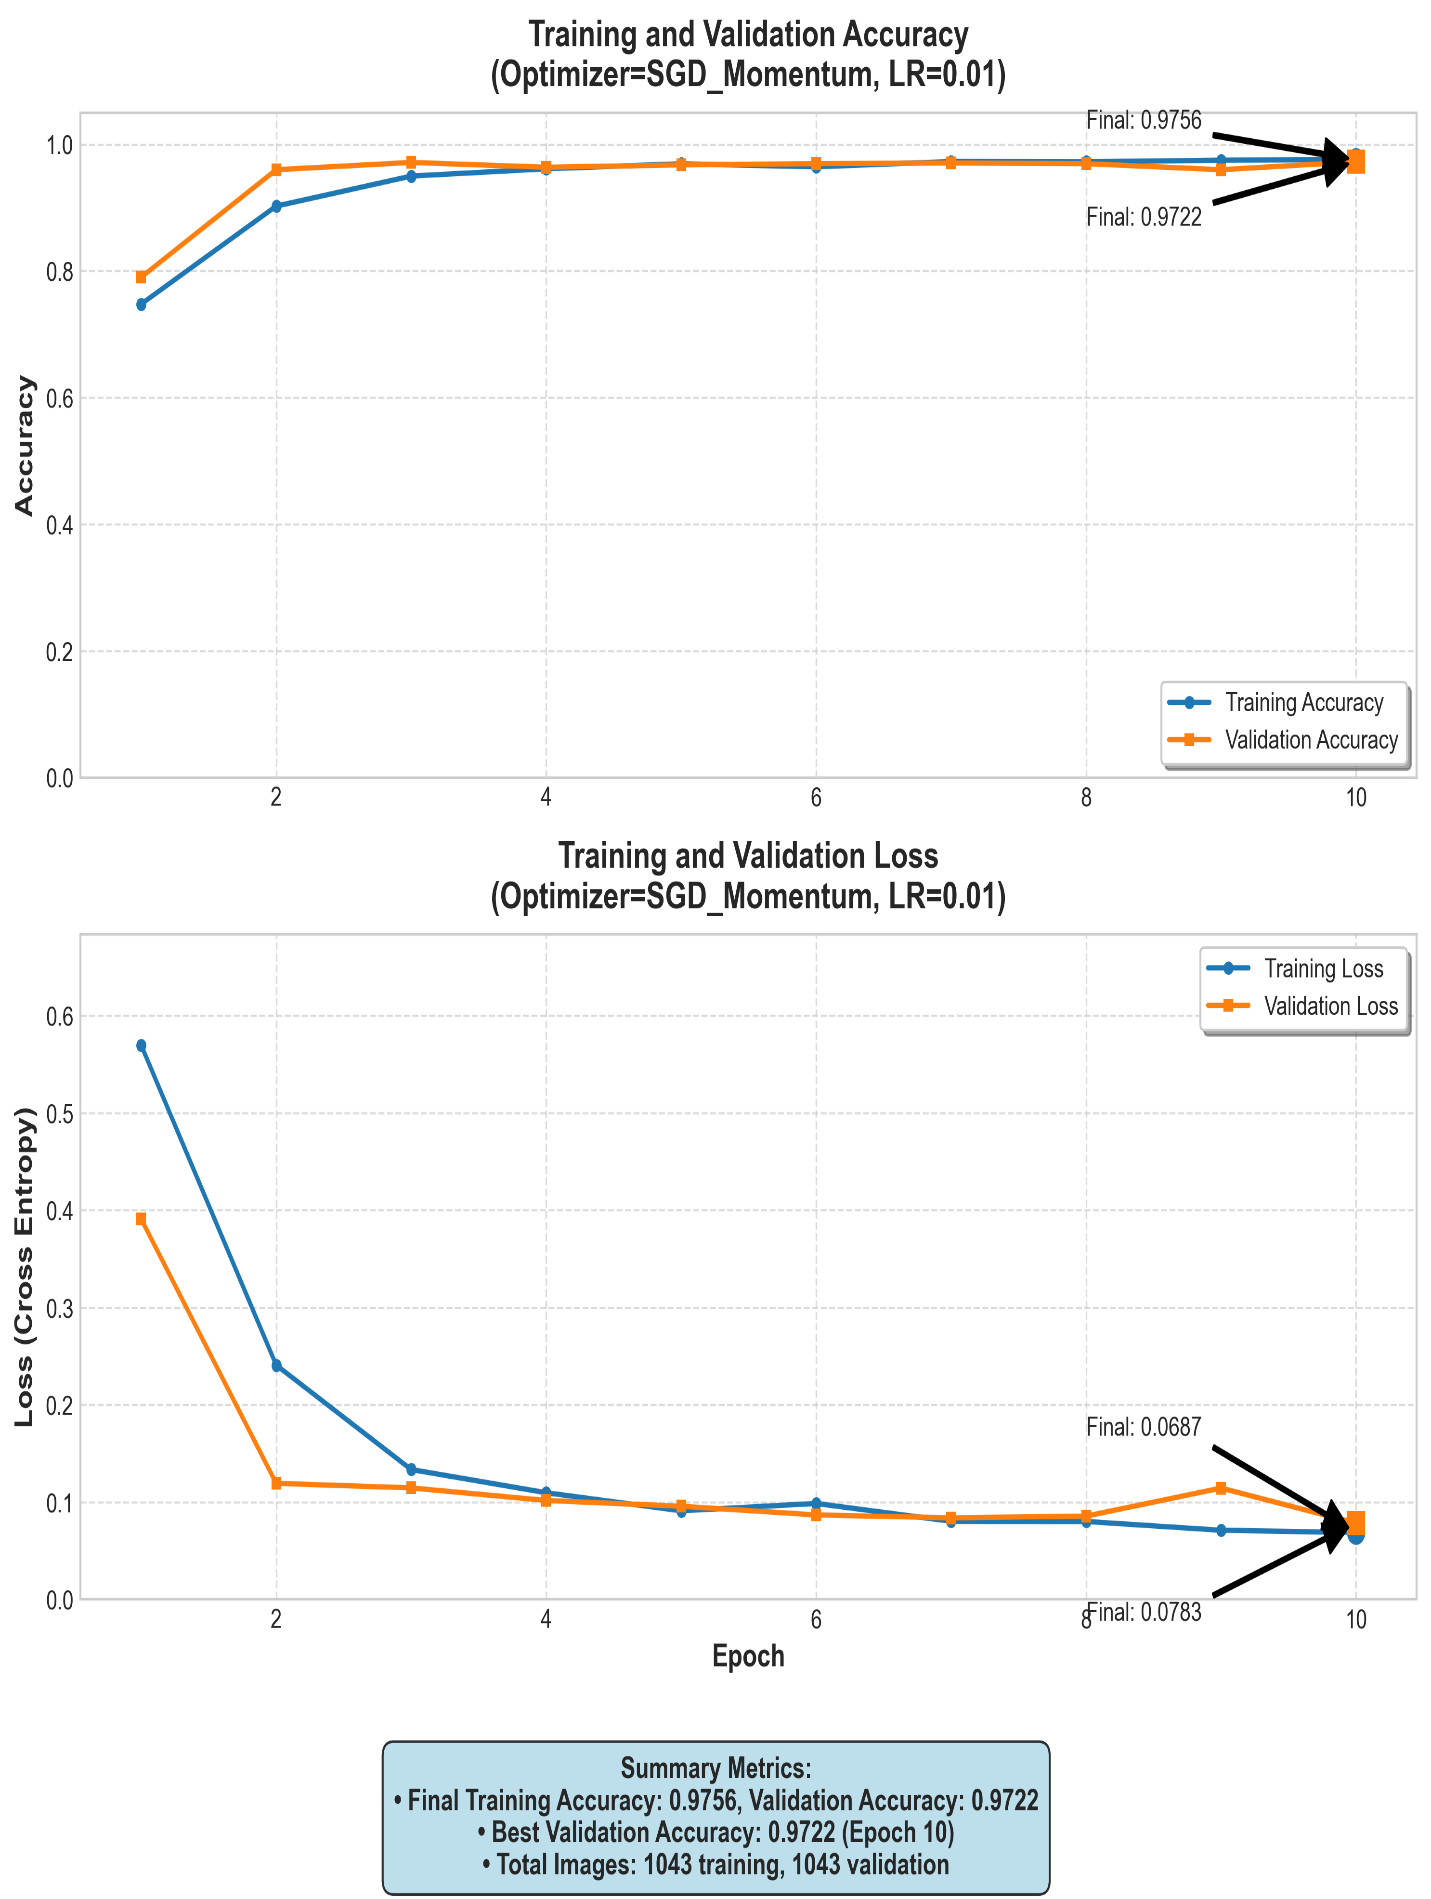 Training and Validation Accuracy
(Optimizer=SGD_Momentum, LR=0.01)
Final: 0.9756
Final: 0.9722
1.0
0.8
0.6
0.4
0.2
0.0
Accuracy
Training Accuracy
Validation Accuracy
2 4 6 8 10
Training and Validation Loss
(Optimizer=SGD_Momentum, LR=0.01)
Training Loss
Validation Loss
0.6
0.5
0.4
0.3
0.2
0.1
0.0
Loss (Cross Entropy)
Final: 0.0687
Final: 0.0783
2 4 6 8 10
Epoch
Summary Metrics:
• Final Training Accuracy: 0.9756, Validation Accuracy: 0.9722
• Best Validation Accuracy: 0.9722 (Epoch 10)
• Total Images: 1043 training, 1043 validation